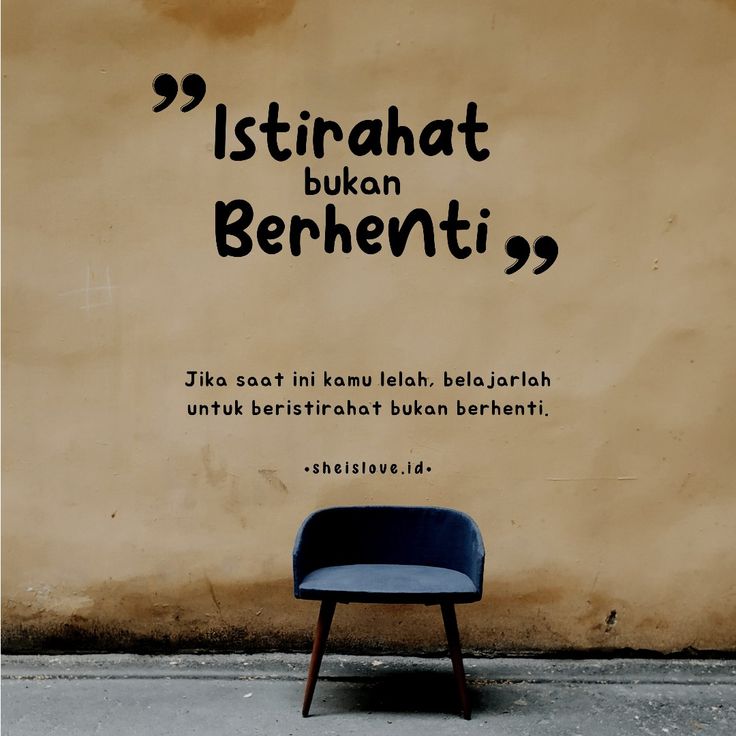 ”Istirahat
bukan
Berhenti”
Jika saat ini kamu lelah, belajarlah
untuk beristirahat bukan berhenti.
•sheislove.id•